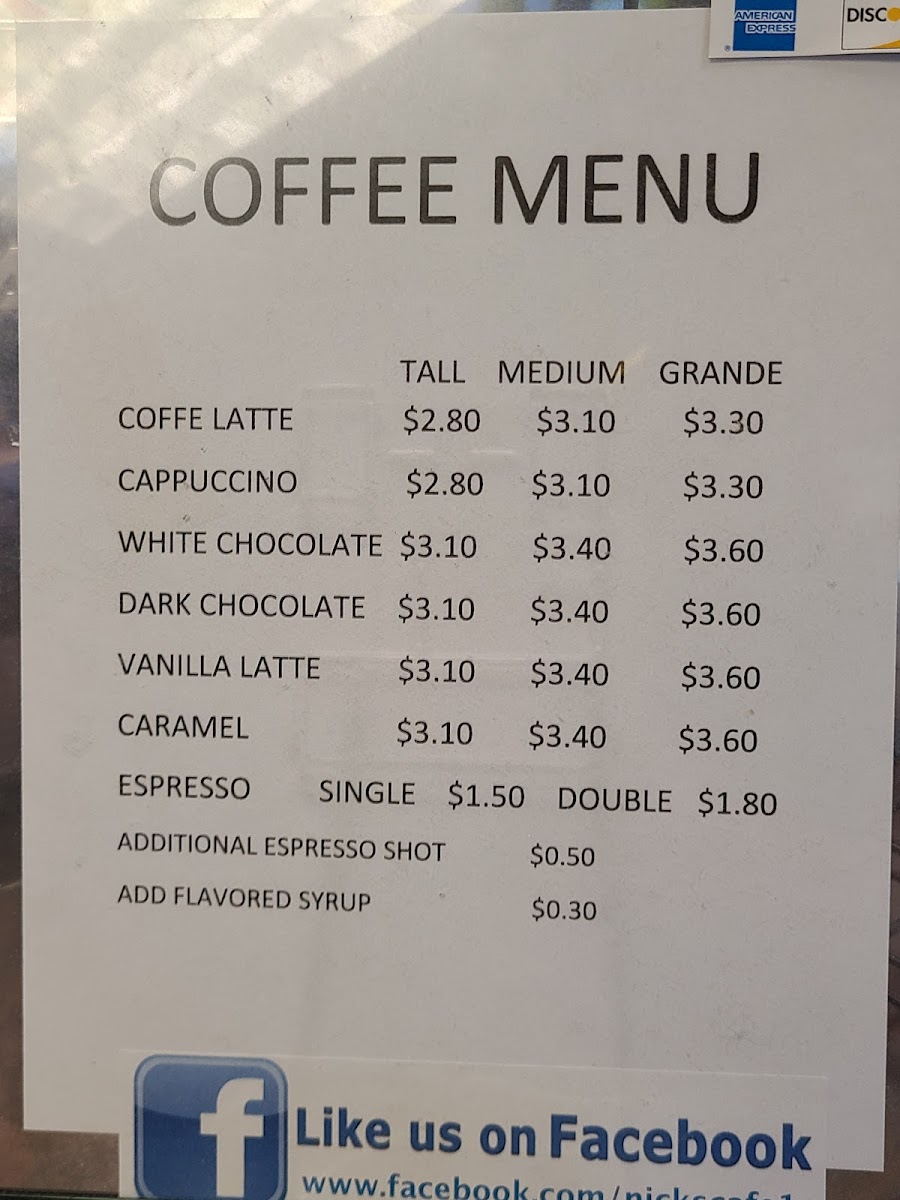 AMERICAN
EXPRESS
COFFEE MENU
TALL MEDIUM GRANDE
COFFE LATTE $2.80 $3.10 $3.30
CAPPUCCINO $2.80 $3.10 $3.30
WHITE CHOCOLATE $3.10 $3.40 $3.60
DARK CHOCOLATE $3.10 $3.40 $3.60
VANILLA LATTE $3.10 $3.40 $3.60
CARAMEL $3.10 $3.40 $3.60
ESPRESSO SINGLE $1.50 DOUBLE $1.80
ADDITIONAL ESPRESSO SHOT $0.50
ADD FLAVORED SYRUP $0.30
f Like us on Facebook